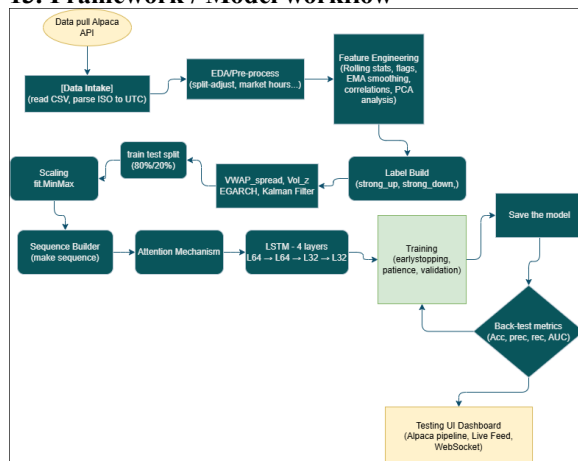 15. Framework / Model workflow
Data pull Alpaca
API
[Data Intake]
(read CSV, parse ISO to UTC)
EDA/Pre-process
(split-adjust, market hours...)
Feature Engineering
(Rolling stats, flags,
EMA smoothing,
correlations, PCA
analysis)
Label Build
(strong_up, strong_down,)
VWAP_spread, Vol_z
EGARCH, Kalman Filter
train test split
(80%/20%)
Scaling
fit.MinMax
Sequence Builder
(make sequence)
Attention Mechanism
LSTM - 4 layers
L64 → L64 → L32 → L32
Training
(earlystopping,
patience, validation)
Save the model
Back-test metrics
(Acc, prec, rec, AUC)
Testing UI Dashboard
(Alpaca pipeline, Live Feed,
WebSocket)